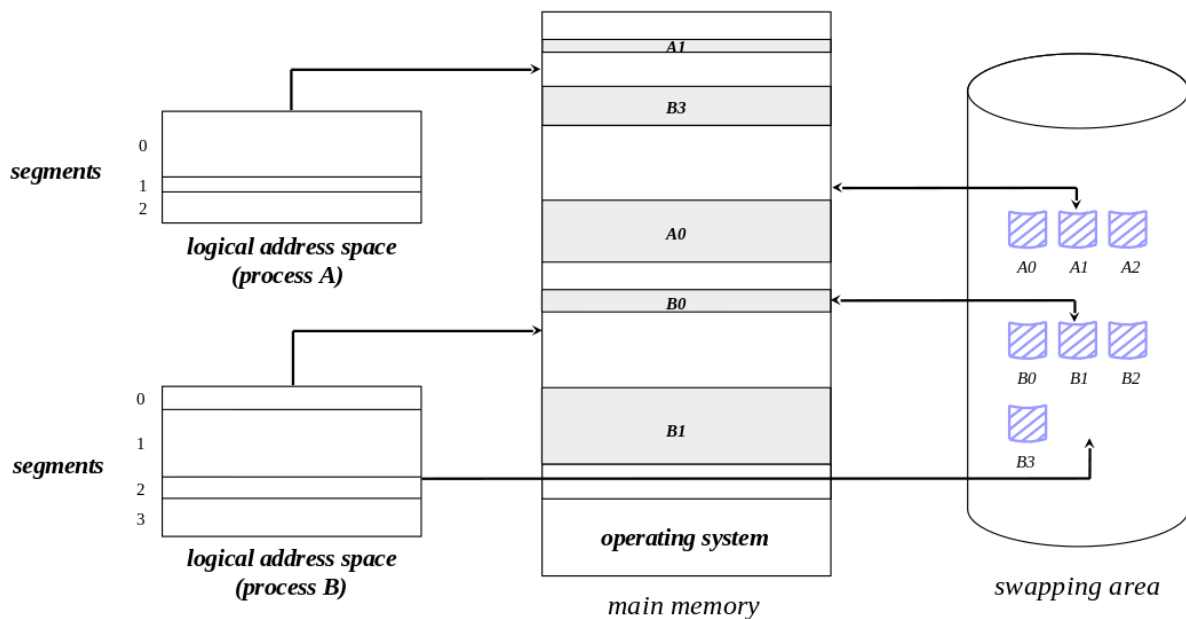 A1
B3
0
segments
1
2
logical address space
(process A)
A0
A0
A1
A2
B0
B0
B1
B2
0
1
segments
2
3
B1
B3
logical address space
(process B)
operating system
main memory
swapping area